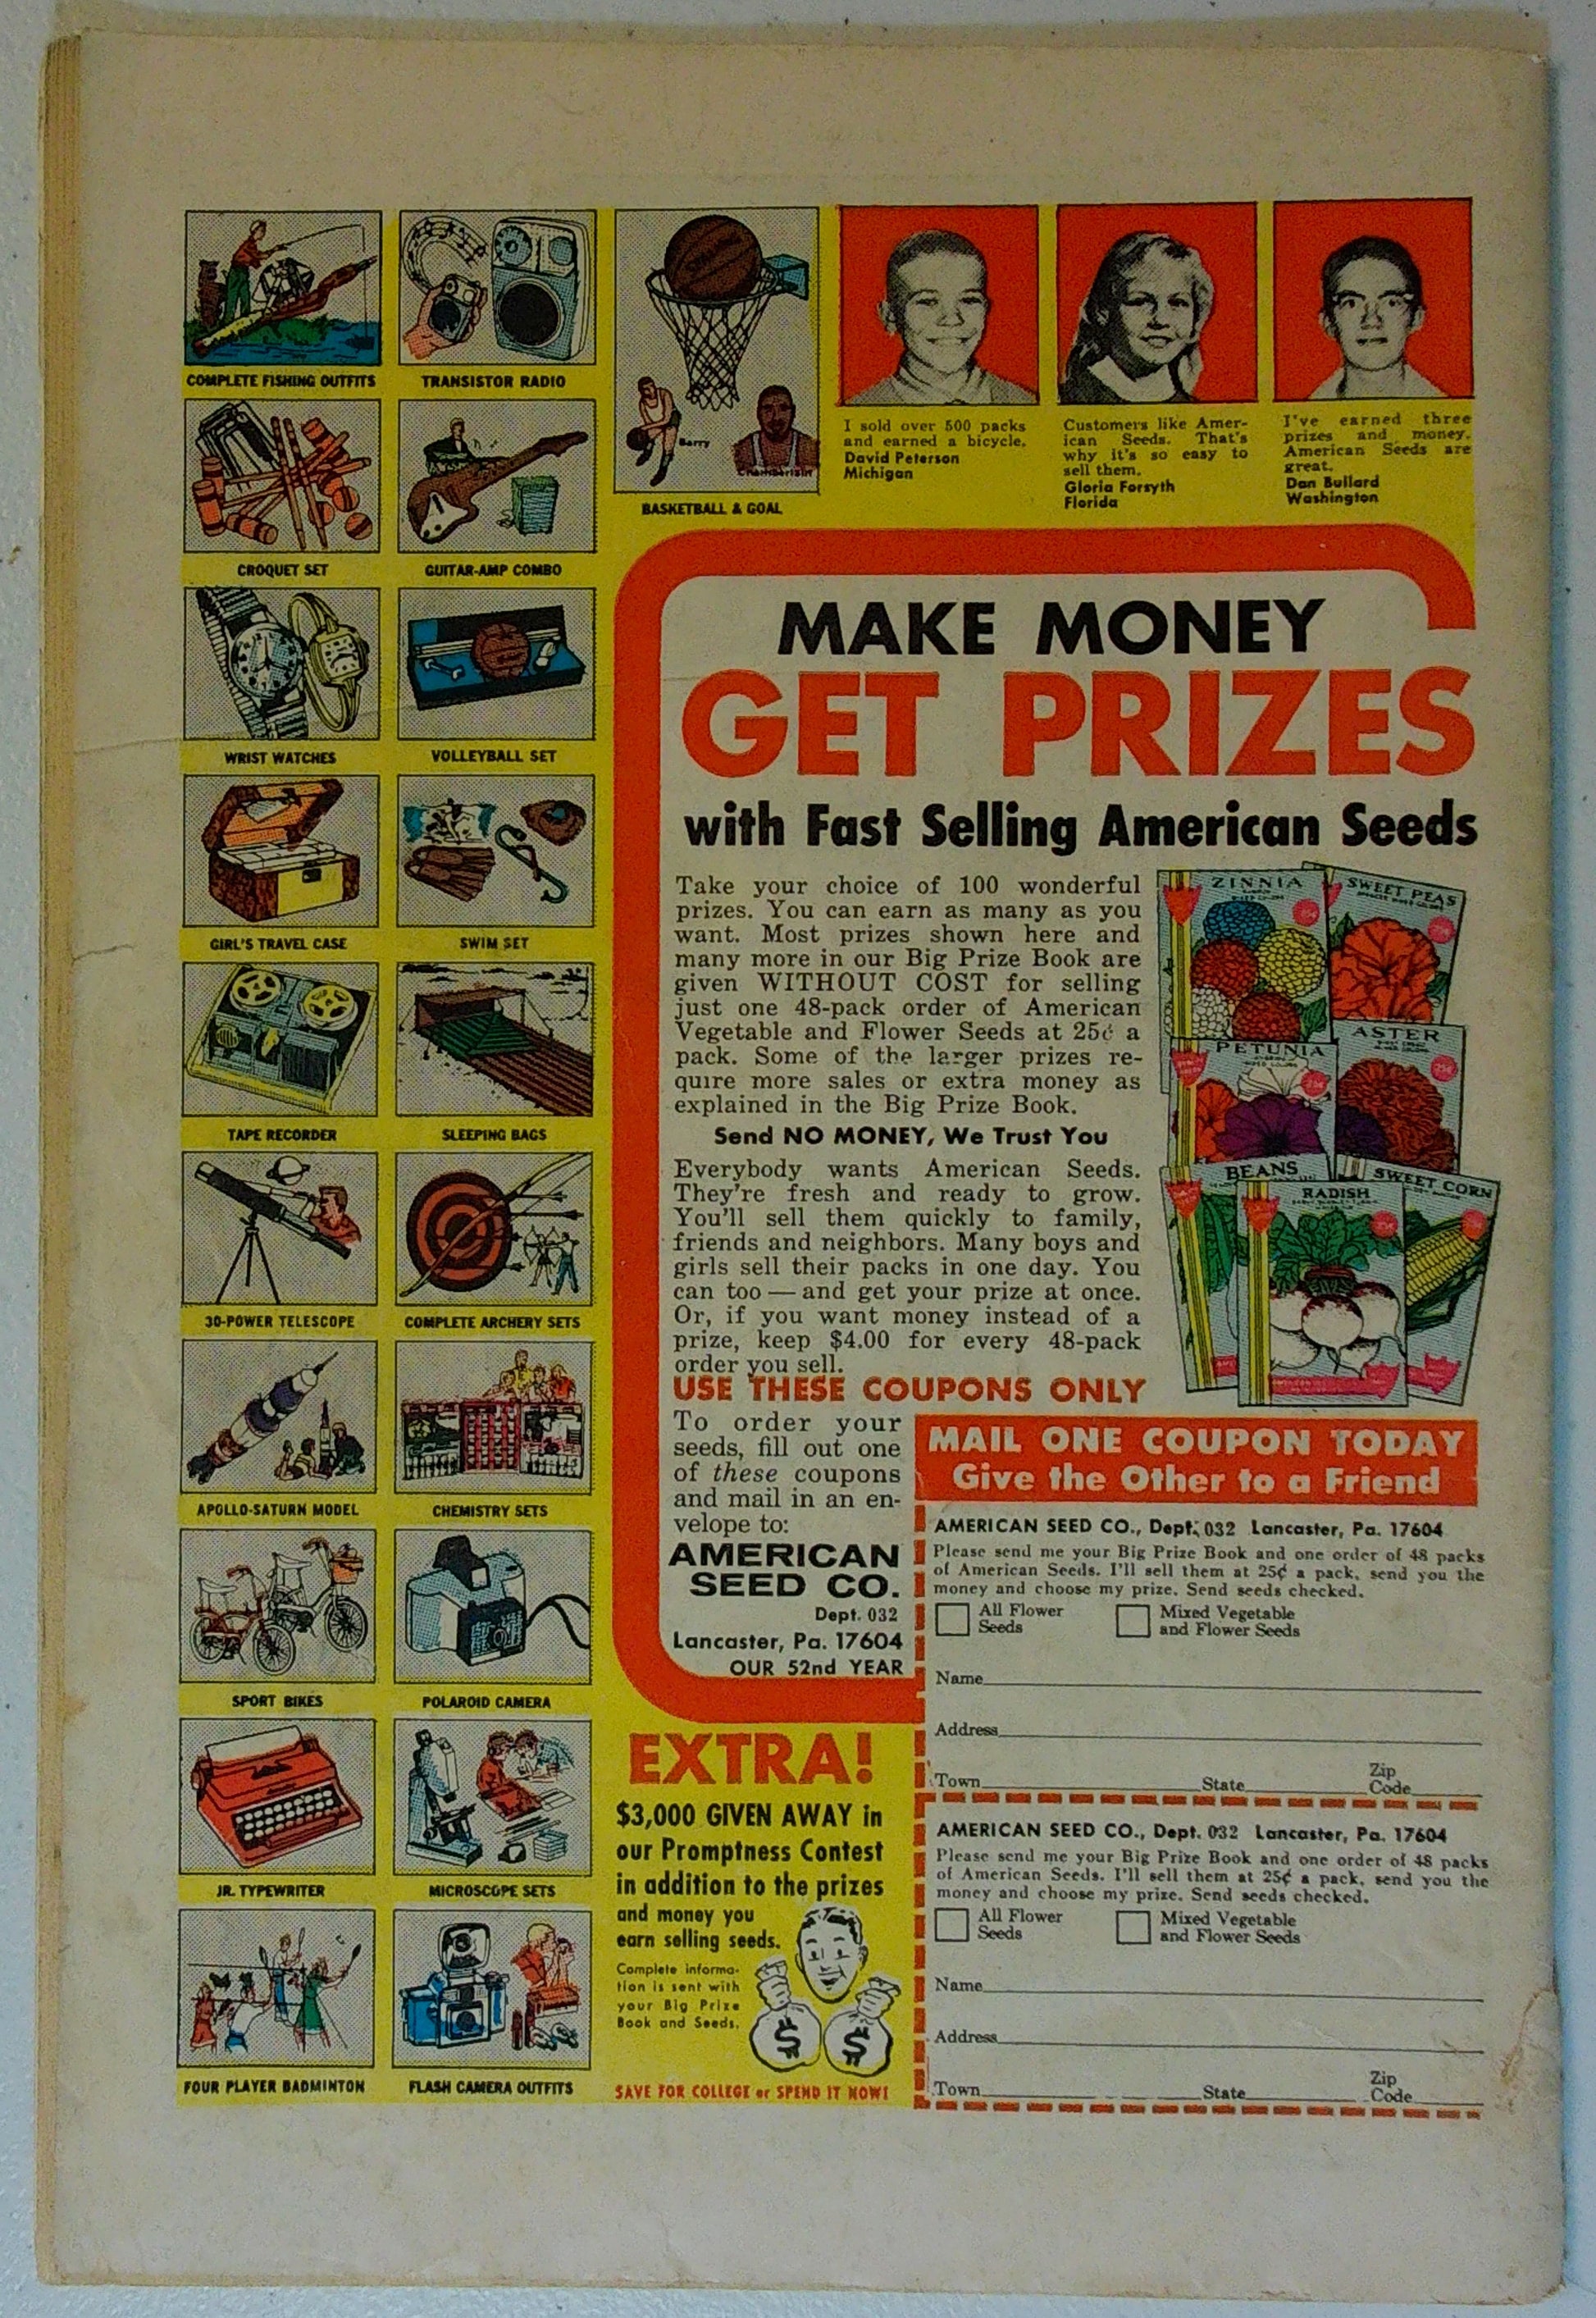 COMPLETE FISHING OUTFITS
TRANSISTOR RADIO
CROQUET SET
GUITAR-AMP COMBO
WRIST WATCHES
VOLLEYBALL SET
GIRL'S TRAVEL CASE
SWIM SET
TAPE RECORDER
SLEEPING BAGS
30-POWER TELESCOPE
COMPLETE ARCHERY SETS
APOLLO-SATURN MODEL
CHEMISTRY SETS
SPORT BIKES
POLAROID CAMERA
JR. TYPEWRITER
MICROSCOPE SETS
FOUR PLAYER BADMINTON
FLASH CAMERA OUTFITS
Barry
Chamberlain
BASKETBALL & GOAL
I sold over 500 packs
and earned a bicycle.
David Peterson
Michigan
Customers like Amer-
ican Seeds. That's
why it's so easy to
sell them.
Gloria Forsyth
Florida
I've earned three
prizes and money.
American Seeds are
great.
Dan Bullard
Washington
MAKE MONEY
GET PRIZES
with Fast Selling American Seeds
Take your choice of 100 wonderful
prizes. You can earn as many as you
want. Most prizes shown here and
many more in our Big Prize Book are
given WITHOUT COST for selling
just one 48-pack order of American
Vegetable and Flower Seeds at 25¢ a
pack. Some of the larger prizes re-
quire more sales or extra money as
explained in the Big Prize Book.
Send NO MONEY, We Trust You
Everybody wants American Seeds.
They're fresh and ready to grow.
You'll sell them quickly to family,
friends and neighbors. Many boys and
girls sell their packs in one day. You
can too — and get your prize at once.
Or, if you want money instead of a
prize, keep $4.00 for every 48-pack
order you sell.
ZINNIA
SWEET PEAS
PETUNIA
ASTER
BEANS
RADISH
SWEET CORN
USE THESE COUPONS ONLY
To order your
seeds, fill out one
of these coupons
and mail in an en-
velope to:
AMERICAN
SEED CO.
Dept. 032
Lancaster, Pa. 17604
OUR 52nd YEAR
MAIL ONE COUPON TODAY
Give the Other to a Friend
AMERICAN SEED CO., Dept. 032 Lancaster, Pa. 17604
Please send me your Big Prize Book and one order of 48 packs
of American Seeds. I'll sell them at 25¢ a pack, send you the
money and choose my prize. Send seeds checked.
All Flower
Seeds
Mixed Vegetable
and Flower Seeds
Name
Address
Town State Zip Code
AMERICAN SEED CO., Dept. 032 Lancaster, Pa. 17604
Please send me your Big Prize Book and one order of 48 packs
of American Seeds. I'll sell them at 25¢ a pack, send you the
money and choose my prize. Send seeds checked.
All Flower
Seeds
Mixed Vegetable
and Flower Seeds
Name
Address
Town State Zip Code
EXTRA!
$3,000 GIVEN AWAY in
our Promptness Contest
in addition to the prizes
and money you
earn selling seeds.
Complete informa-
tion is sent with
your Big Prize
Book and Seeds.
$ $
SAVE FOR COLLEGE or SPEND IT NOW!